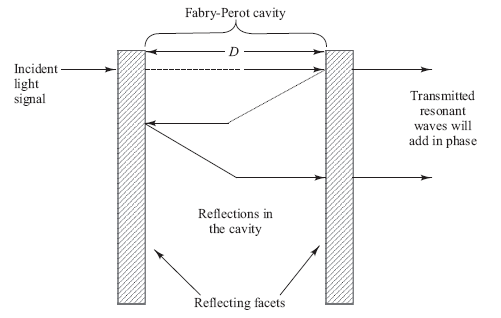 Fabry-Perot cavity
D
Incident
light
signal
Transmitted
resonant
waves will
add in phase
Reflections in
the cavity
Reflecting facets